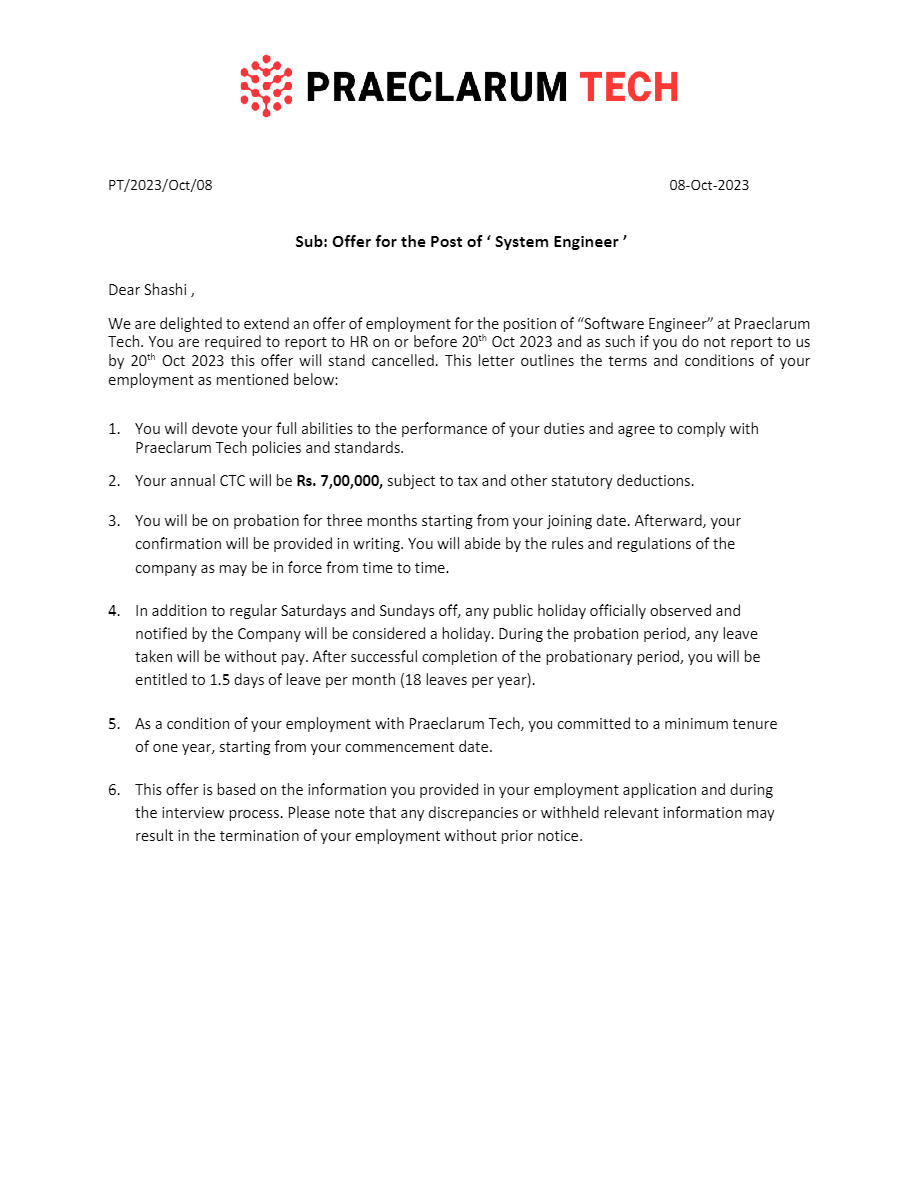 PRAECLARUM TECH
PT/2023/Oct/08 08-Oct-2023
Sub: Offer for the Post of ‘ System Engineer ’
Dear Shashi ,
We are delighted to extend an offer of employment for the position of “Software Engineer” at Praeclarum
Tech. You are required to report to HR on or before 20th Oct 2023 and as such if you do not report to us
by 20th Oct 2023 this offer will stand cancelled. This letter outlines the terms and conditions of your
employment as mentioned below:
1. You will devote your full abilities to the performance of your duties and agree to comply with
Praeclarum Tech policies and standards.
2. Your annual CTC will be Rs. 7,00,000, subject to tax and other statutory deductions.
3. You will be on probation for three months starting from your joining date. Afterward, your
confirmation will be provided in writing. You will abide by the rules and regulations of the
company as may be in force from time to time.
4. In addition to regular Saturdays and Sundays off, any public holiday officially observed and
notified by the Company will be considered a holiday. During the probation period, any leave
taken will be without pay. After successful completion of the probationary period, you will be
entitled to 1.5 days of leave per month (18 leaves per year).
5. As a condition of your employment with Praeclarum Tech, you committed to a minimum tenure
of one year, starting from your commencement date.
6. This offer is based on the information you provided in your employment application and during
the interview process. Please note that any discrepancies or withheld relevant information may
result in the termination of your employment without prior notice.